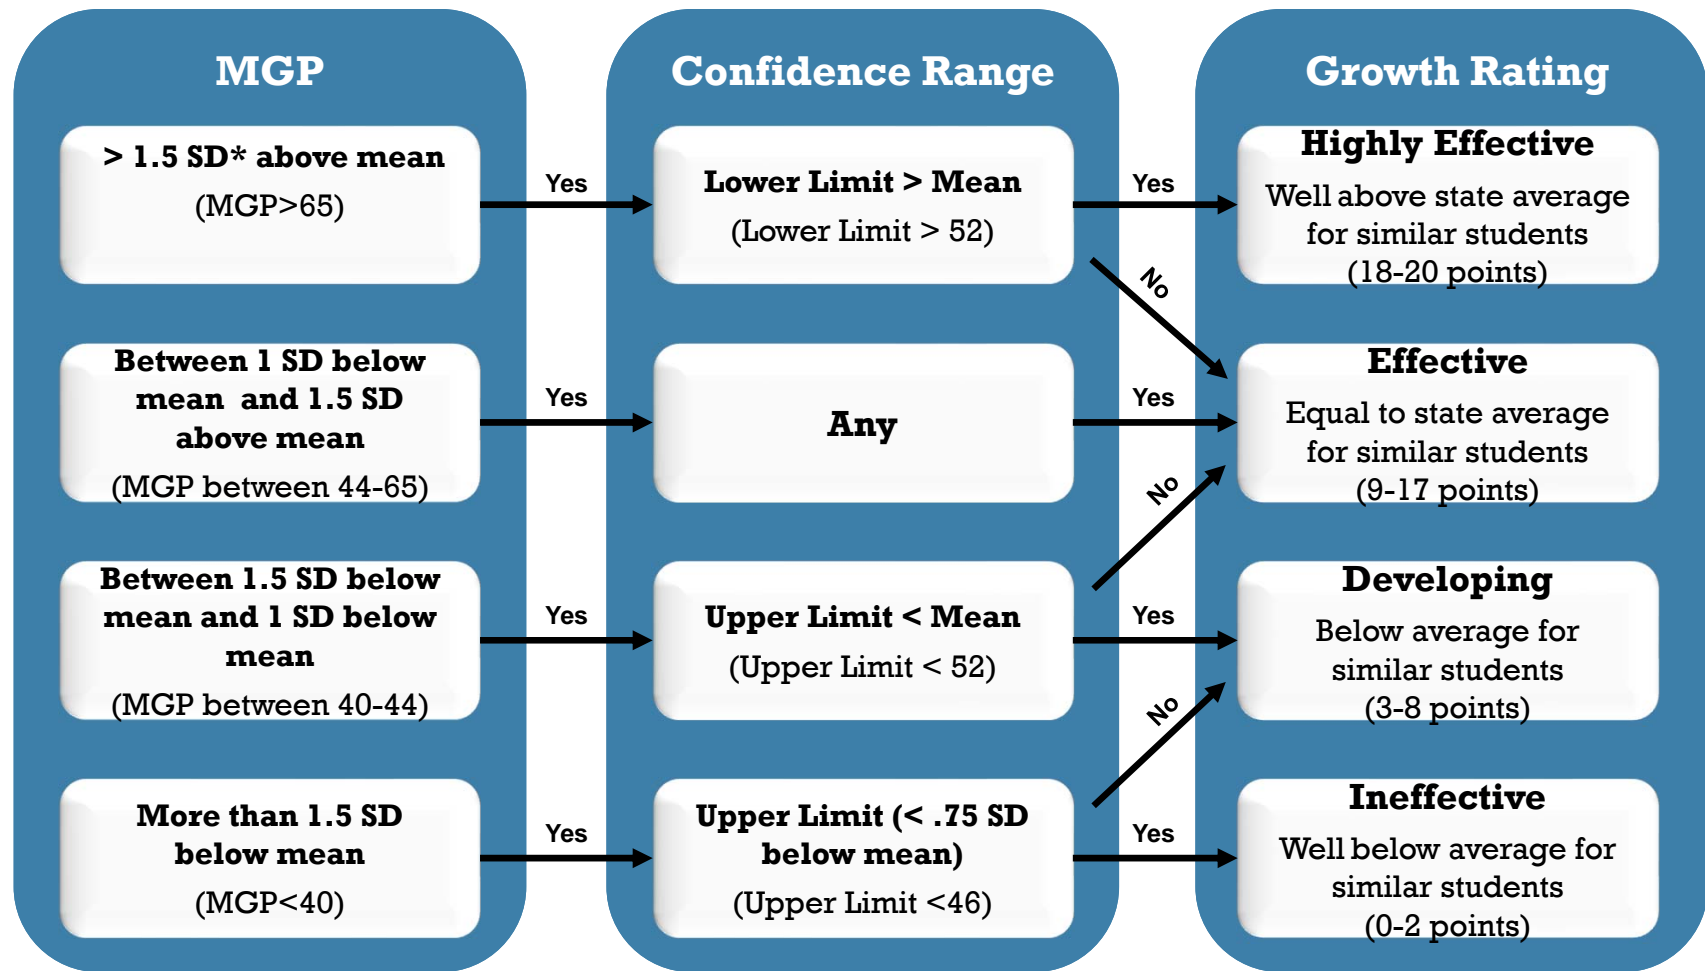 MGP
Confidence Range
Growth Rating
> 1.5 SD* above mean
(MGP>65)
Yes
Lower Limit > Mean
(Lower Limit > 52)
Yes
Highly Effective
Well above state average
for similar students
(18-20 points)
No
Between 1 SD below
mean and 1.5 SD
above mean
(MGP between 44-65)
Yes
Any
Yes
Effective
Equal to state average
for similar students
(9-17 points)
No
Between 1.5 SD below
mean and 1 SD below
mean
(MGP between 40-44)
Yes
Upper Limit < Mean
(Upper Limit < 52)
Yes
Developing
Below average for
similar students
(3-8 points)
No
More than 1.5 SD
below mean
(MGP<40)
Yes
Upper Limit (< .75 SD
below mean)
(Upper Limit <46)
Yes
Ineffective
Well below average for
similar students
(0-2 points)